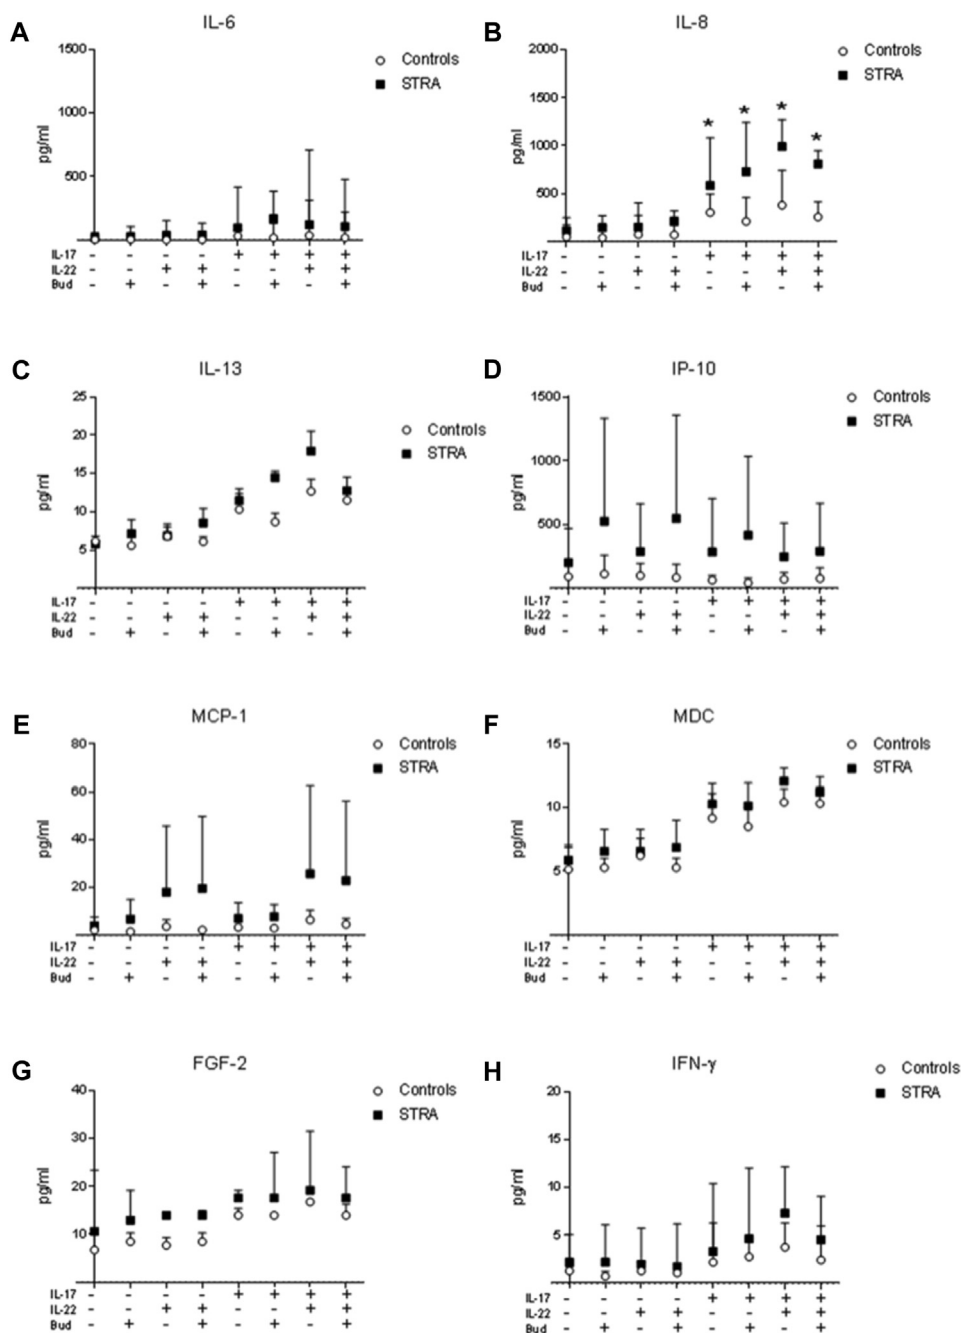 A IL-6
pg/ml
1500
1000
500
Controls
STRA
IL-17 - - - - + + + +
IL-22 - - + + - - + +
Bud - + - + - + - +
B IL-8
pg/ml
2000
1500
1000
500
* * * *
Controls
STRA
IL-17 - - - - + + + +
IL-22 - - + + - - + +
Bud - + - + - + - +
C IL-13
pg/ml
25
20
15
10
5
Controls
STRA
IL-17 - - - - + + + +
IL-22 - - + + - - + +
Bud - + - + - + - +
D IP-10
pg/ml
1500
1000
500
Controls
STRA
IL-17 - - - - + + + +
IL-22 - - + + - - + +
Bud - + - + - + - +
E MCP-1
pg/ml
80
60
40
20
Controls
STRA
IL-17 - - - - + + + +
IL-22 - - + + - - + +
Bud - + - + - + - +
F MDC
pg/ml
15
10
5
Controls
STRA
IL-17 - - - - + + + +
IL-22 - - + + - - + +
Bud - + - + - + - +
G FGF-2
pg/ml
40
30
20
10
Controls
STRA
IL-17 - - - - + + + +
IL-22 - - + + - - + +
Bud - + - + - + - +
H IFN-γ
pg/ml
20
15
10
5
Controls
STRA
IL-17 - - - - + + + +
IL-22 - - + + - - + +
Bud - + - + - + - +